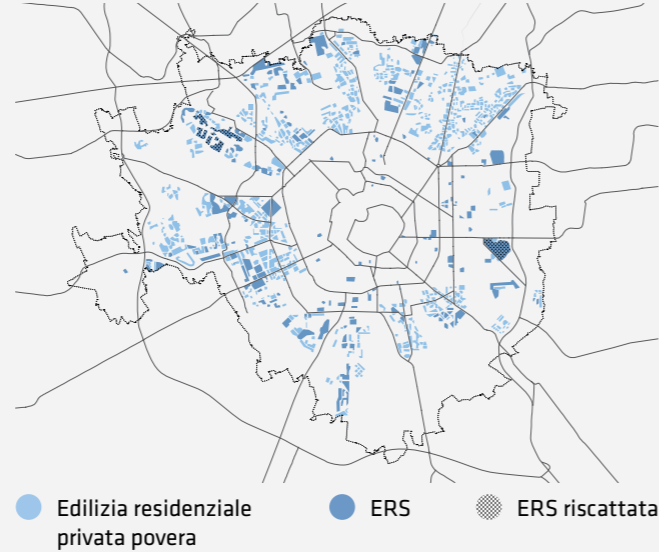 Edilizia residenziale
privata povera
ERS
ERS riscattata